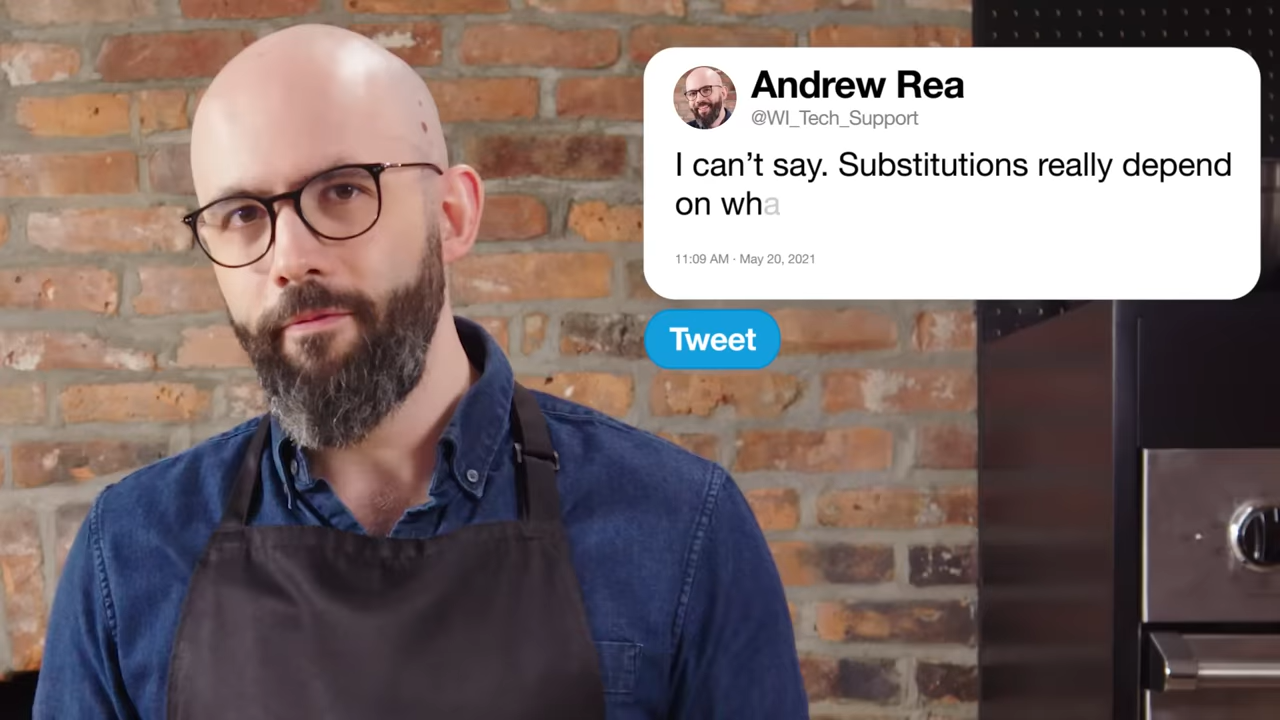 Andrew Rea
@WI_Tech_Support
I can’t say. Substitutions really depend
on wha
11:09 AM · May 20, 2021
Tweet